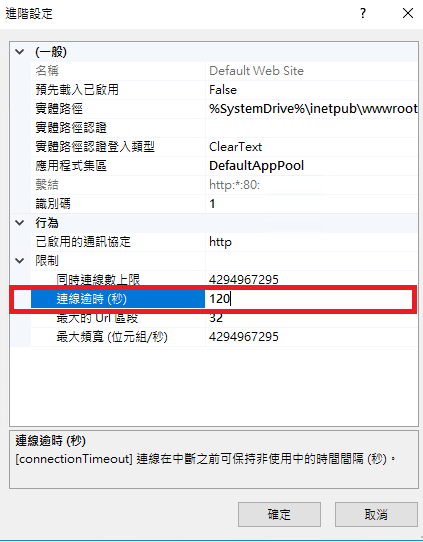 進階設定
(一般)
名稱 Default Web Site
預先載入已啟用 False
實體路徑 %SystemDrive%\inetpub\wwwroot
實體路徑認證
實體路徑認證登入類型 ClearText
應用程式集區 DefaultAppPool
繫結 http:*:80:
識別碼 1
行為
已啟用的通訊協定 http
限制
同時連線數上限 4294967295
連線逾時 (秒) 120
最大的 Url 區段 32
最大頻寬 (位元組/秒) 4294967295
連線逾時 (秒)
[connectionTimeout] 連線在中斷之前可保持非使用中的時間間隔 (秒)。
確定 取消